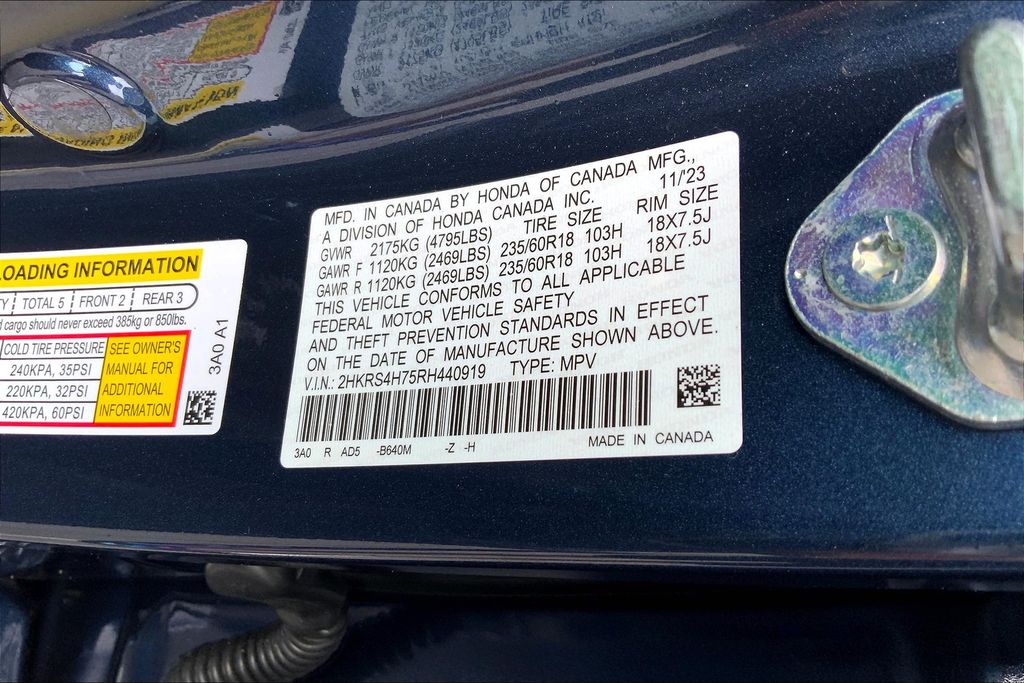 LOADING INFORMATION
TOTAL 5 FRONT 2 REAR 3
cargo should never exceed 385kg or 850lbs.
COLD TIRE PRESSURE
240KPA, 35PSI
220KPA, 32PSI
420KPA, 60PSI
SEE OWNER'S
MANUAL FOR
ADDITIONAL
INFORMATION
3A0 A1
MFD. IN CANADA BY HONDA OF CANADA MFG.,
A DIVISION OF HONDA CANADA INC. 11/'23
GVWR 2175KG (4795LBS) TIRE SIZE RIM SIZE
GAWR F 1120KG (2469LBS) 235/60R18 103H 18X7.5J
GAWR R 1120KG (2469LBS) 235/60R18 103H 18X7.5J
THIS VEHICLE CONFORMS TO ALL APPLICABLE
FEDERAL MOTOR VEHICLE SAFETY
AND THEFT PREVENTION STANDARDS IN EFFECT
ON THE DATE OF MANUFACTURE SHOWN ABOVE.
V.I.N.: 2HKRS4H75RH440919 TYPE: MPV
3A0 R AD5 -B640M -Z -H MADE IN CANADA